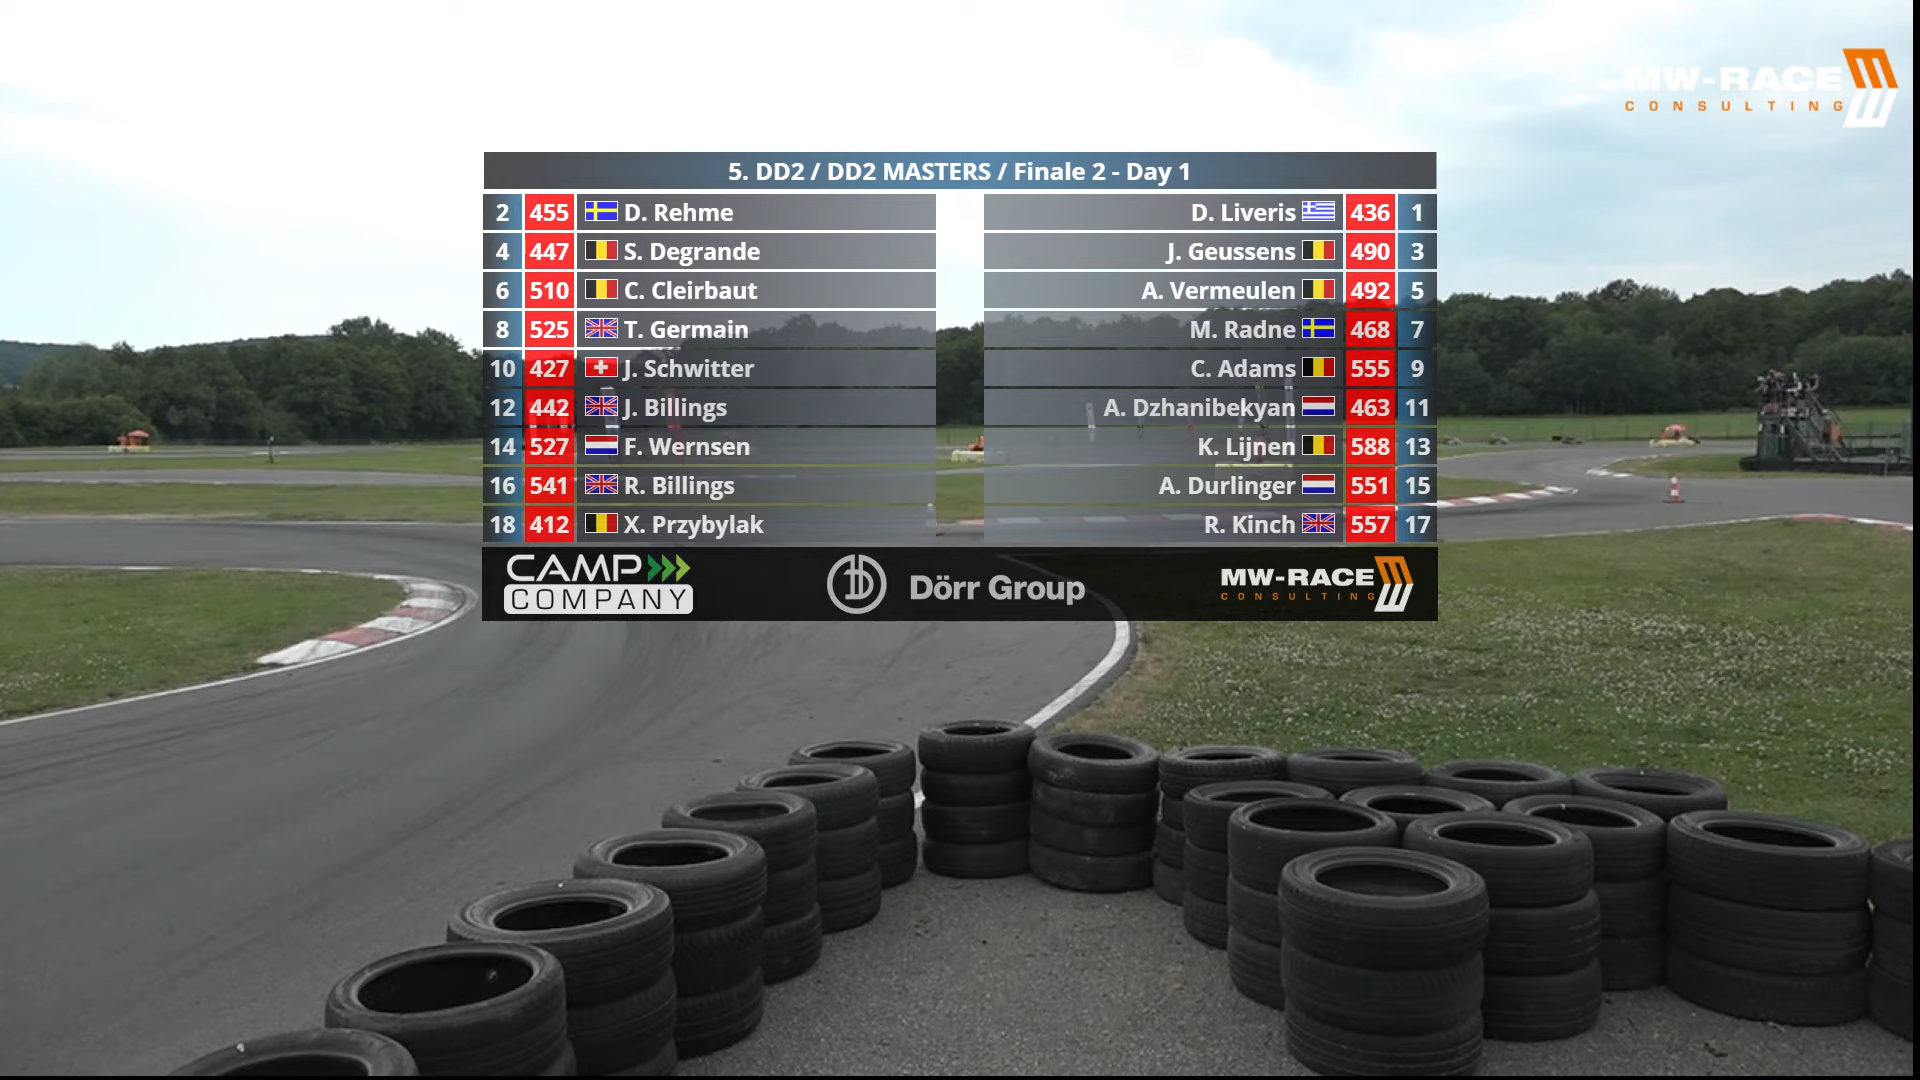 MW-RACE
CONSULTING
5. DD2 / DD2 MASTERS / Finale 2 - Day 1
2 455 D. Rehme D. Liveris 436 1
4 447 S. Degrande J. Geussens 490 3
6 510 C. Cleirbaut A. Vermeulen 492 5
8 525 T. Germain M. Radne 468 7
10 427 J. Schwitter C. Adams 555 9
12 442 J. Billings A. Dzhanibekyan 463 11
14 527 F. Wernsen K. Lijnen 588 13
16 541 R. Billings A. Durlinger 551 15
18 412 X. Przybylak R. Kinch 557 17
CAMP
COMPANY
Dörr Group
MW-RACE
CONSULTING